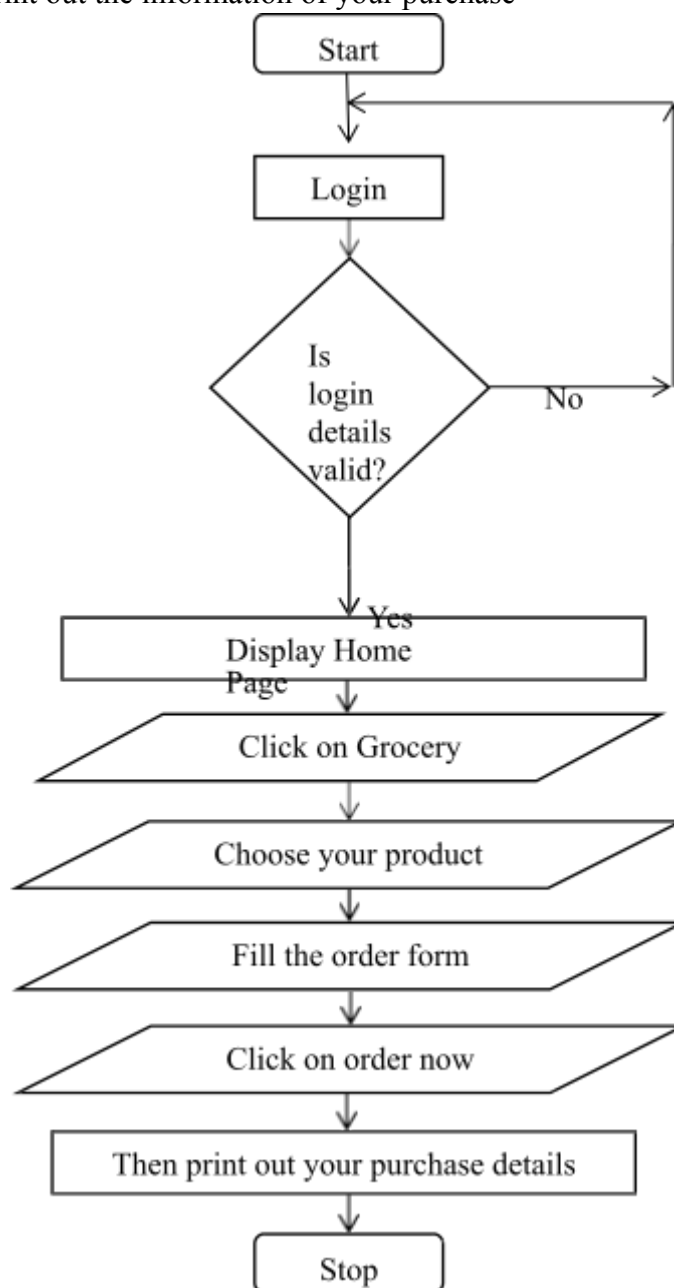 out the information of your purchase
Start
Login
Is
login
details
valid?
No
Yes
Display Home
Page
Click on Grocery
Choose your product
Fill the order form
Click on order now
Then print out your purchase details
Stop